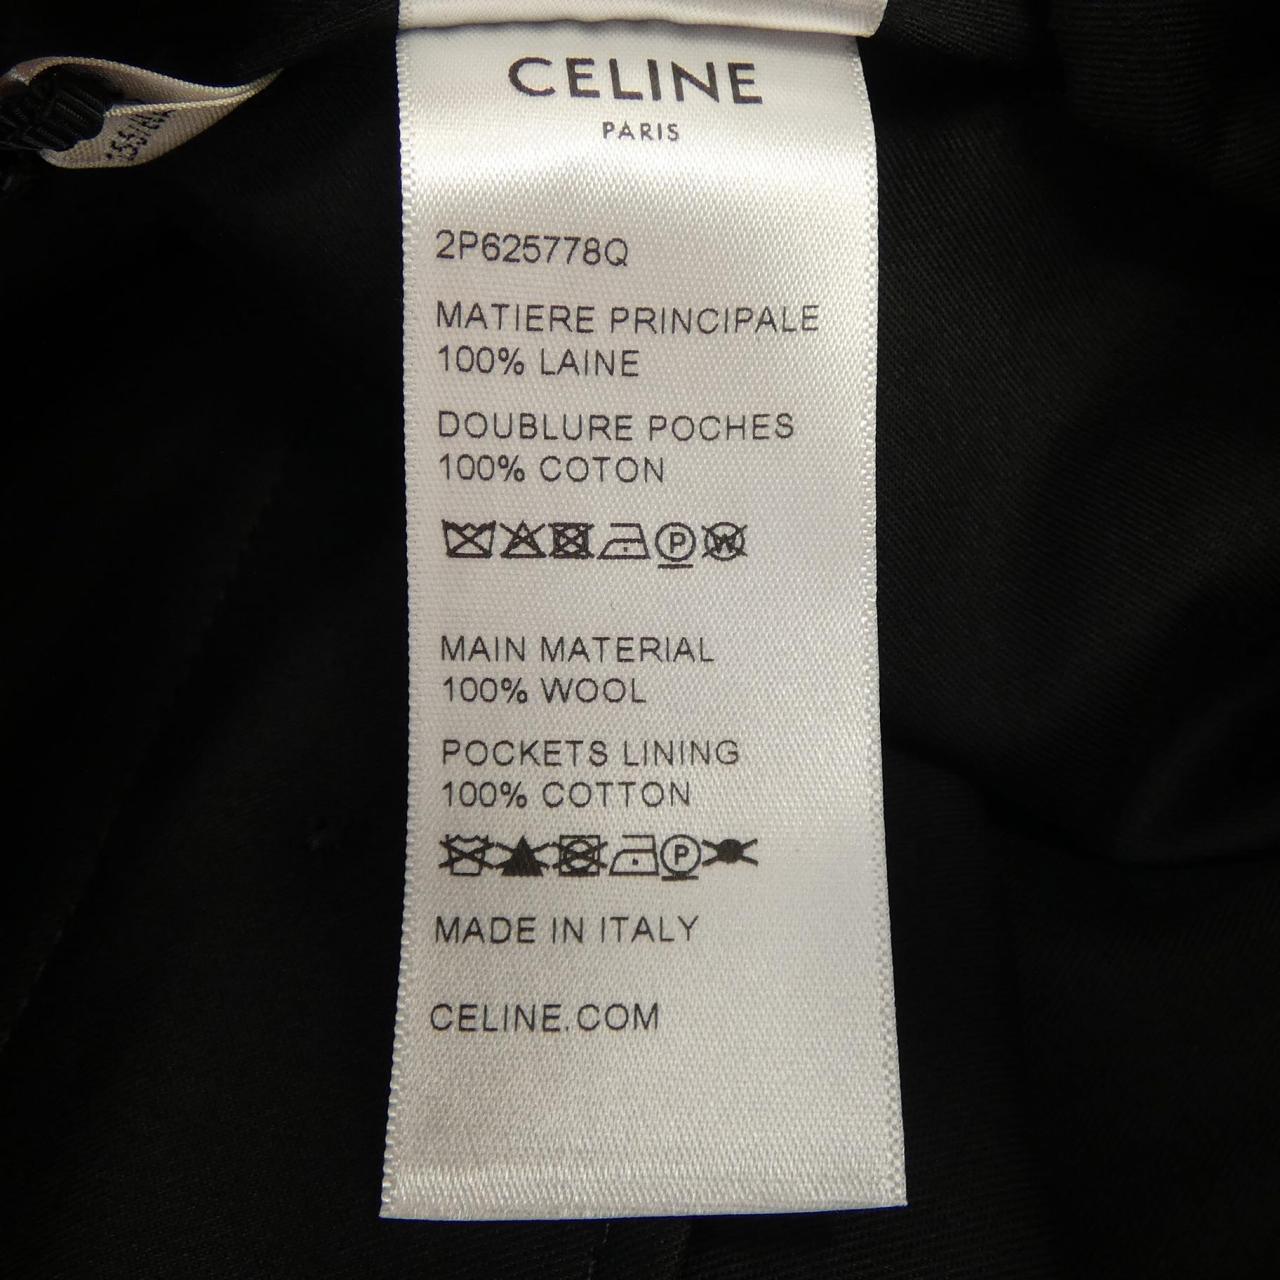 CELINE
PARIS
2P625778Q
MATIERE PRINCIPALE
100% LAINE
DOUBLURE POCHES
100% COTON
P W
MAIN MATERIAL
100% WOOL
POCKETS LINING
100% COTTON
P
MADE IN ITALY
CELINE.COM